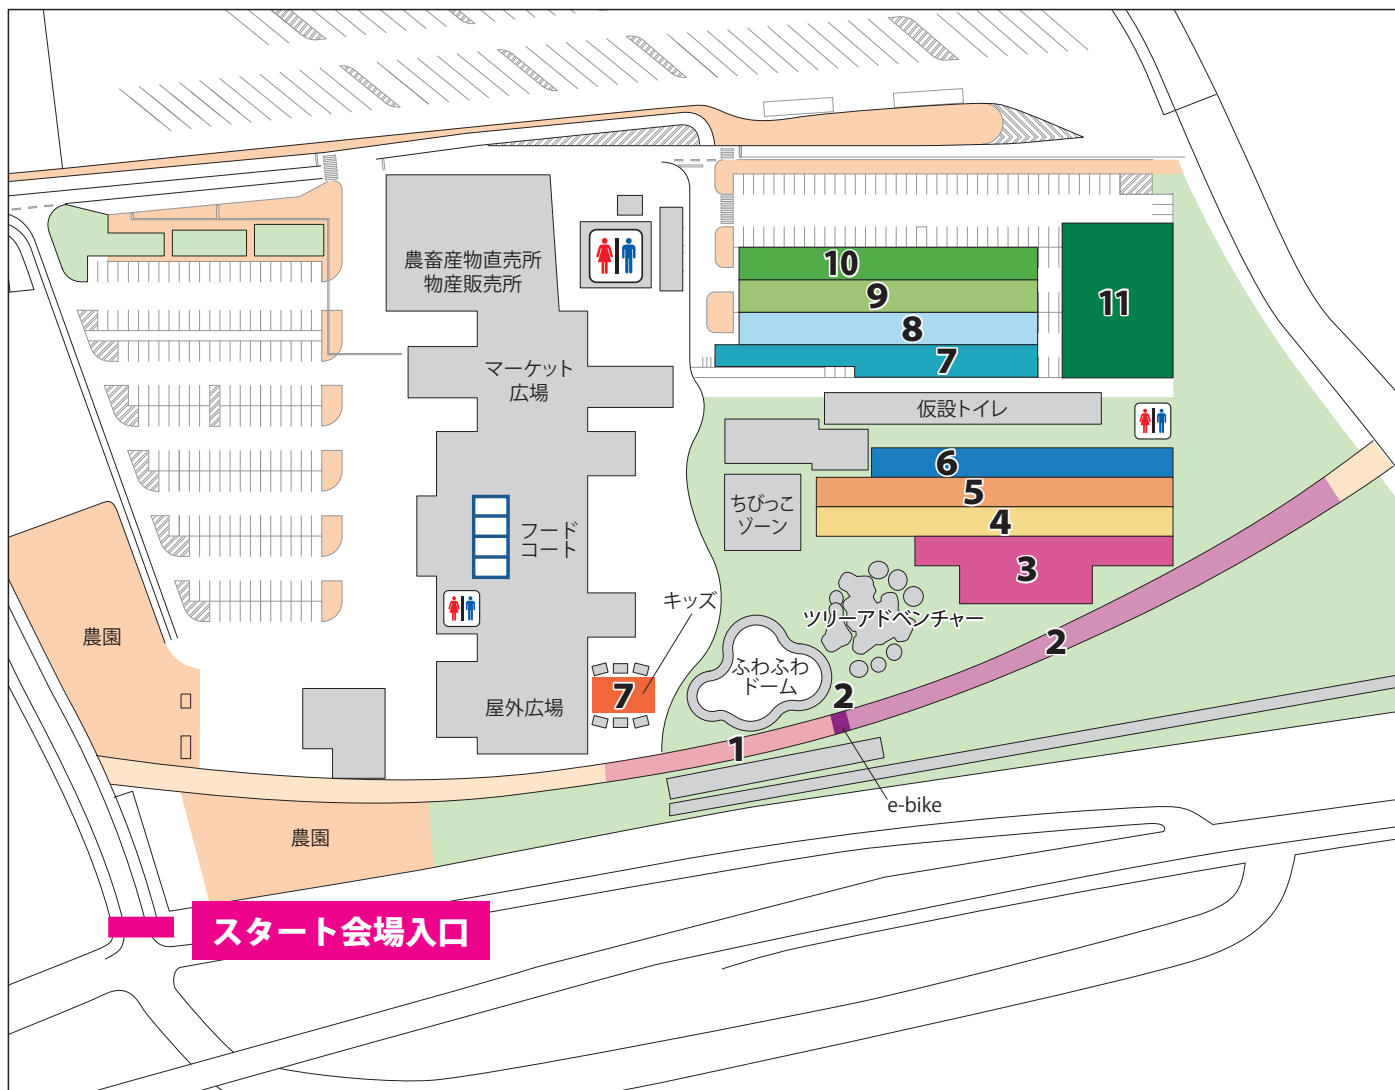 農畜産物直売所
物産販売所
マーケット
広場
フード
コート
屋外広場
キッズ
7
10
9
8
7
11
仮設トイレ
6
5
4
3
ちびっこ
ゾーン
ツリーアドベンチャー
ふわふわ
ドーム
2
2
1
e-bike
農園
農園
スタート会場入口